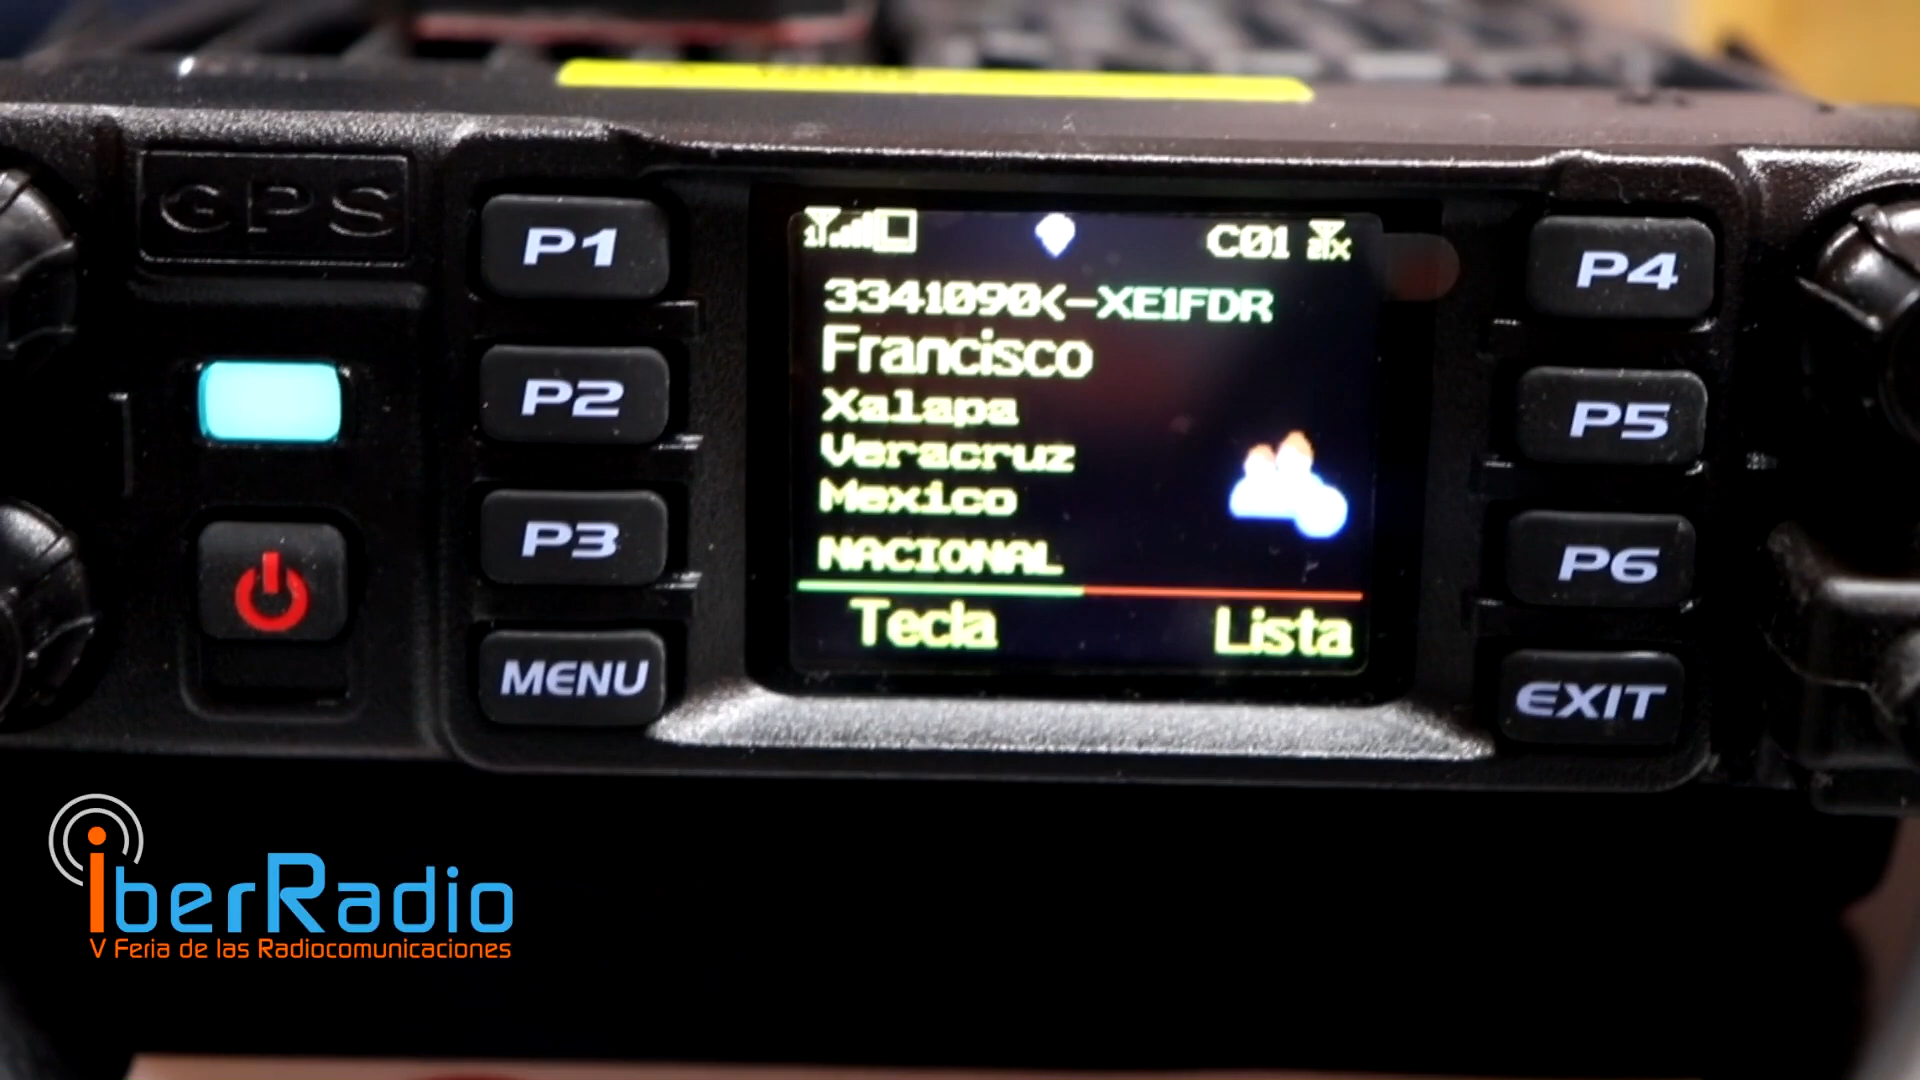 GPS
P1
P2
P3
MENU
C01
3341090<-XE1FDR
Francisco
Xalapa
Veracruz
Mexico
NACIONAL
Tecla
Lista
P4
P5
P6
EXIT
iberRadio
V Feria de las Radiocomunicaciones